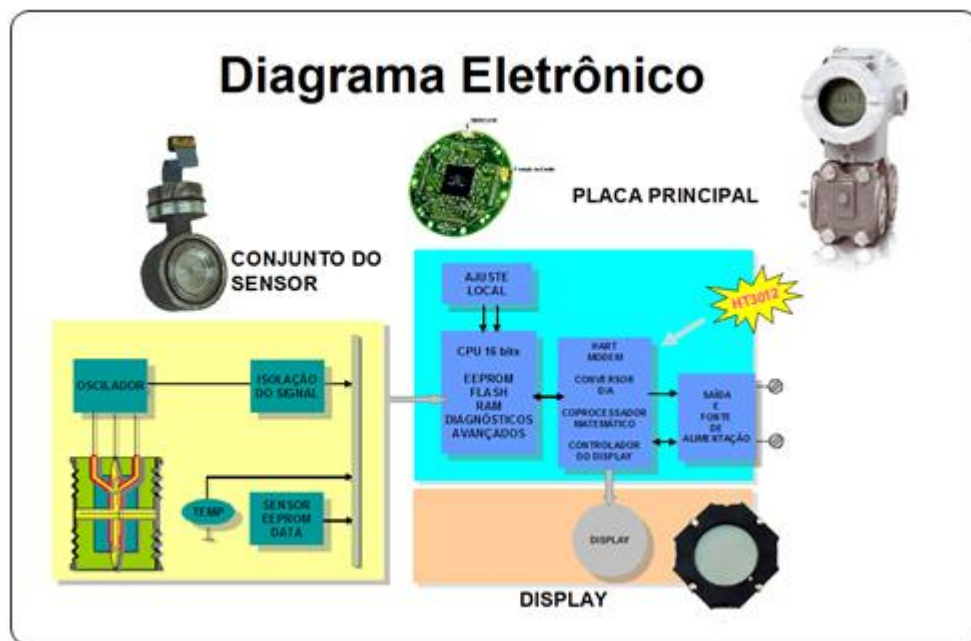 Diagrama Eletrônico
PLACA PRINCIPAL
CONJUNTO DO
SENSOR
AJUSTE
LOCAL
HT3012
CPU 16 bits
EEPROM
FLASH
RAM
DIAGNÓSTICOS
AVANÇADOS
HART
MODEM
CONVERSOR
D/A
COPROCESSADOR
MATEMÁTICO
CONTROLADOR
DO DISPLAY
SAÍDA
E
FONTE
DE
ALIMENTAÇÃO
OSCILADOR
ISOLAÇÃO
DO SIGNAL
TEMP
SENSOR
EEPROM
DATA
DISPLAY
DISPLAY